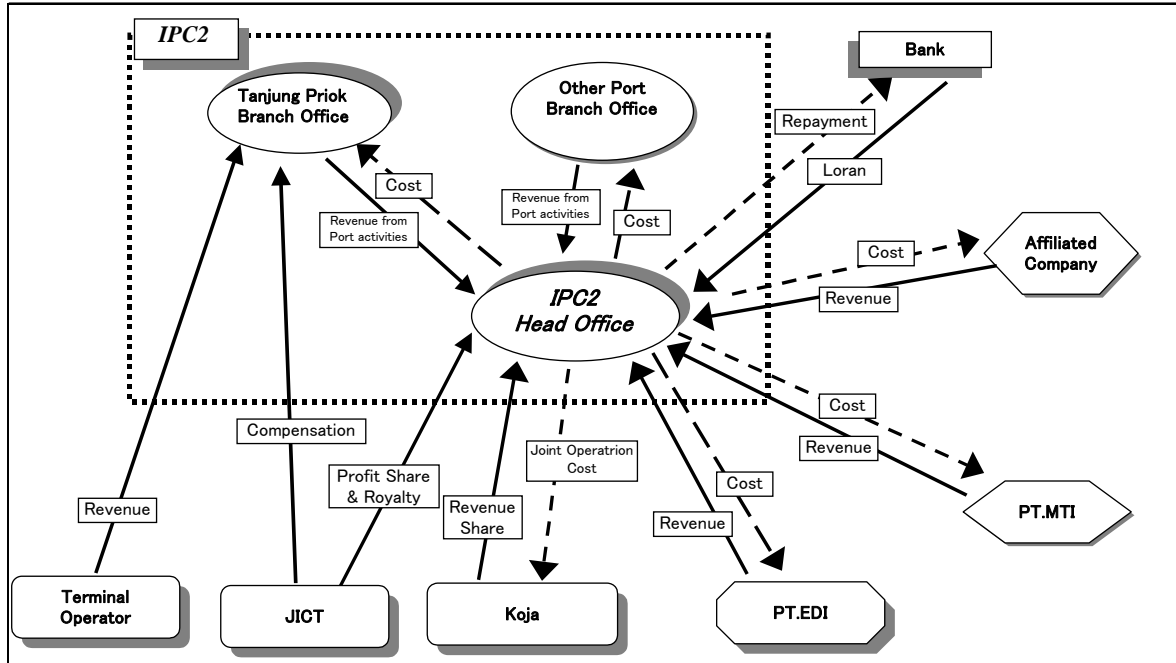 IPC2
Bank
Tanjung Priok
Branch Office
Other Port
Branch Office
Repayment
Loran
Cost
Revenue from
Port activities
Revenue from
Port activities
Cost
Cost
Affiliated
Company
Revenue
IPC2
Head Office
Cost
Revenue
Compensation
Joint Operatrion
Cost
Profit Share
& Royalty
Cost
Revenue
Share
Revenue
Revenue
PT.MTI
Terminal
Operator
JICT
Koja
PT.EDI